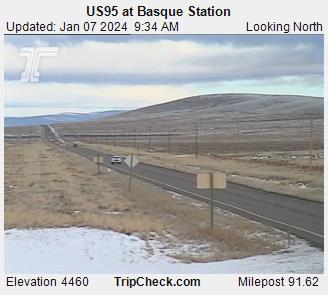 US95 at Basque Station
Updated: Jan 07 2024 9:34 AM Looking North
Elevation 4460 TripCheck.com Milepost 91.62